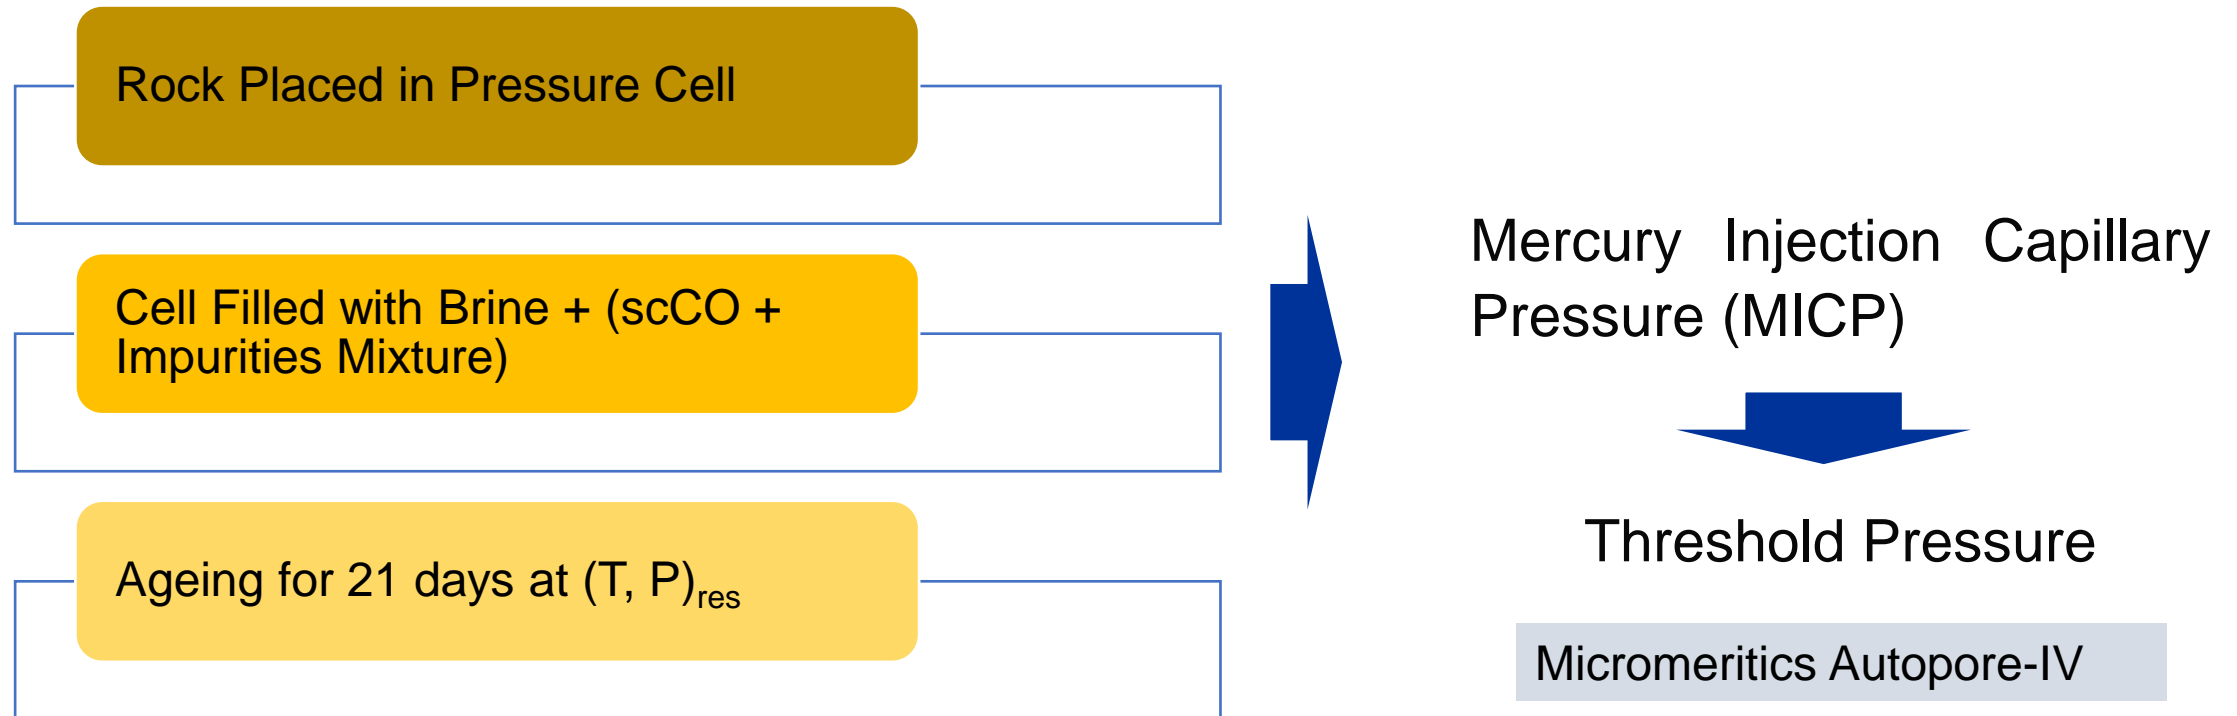 Rock Placed in Pressure Cell
Cell Filled with Brine + (scCO +
Impurities Mixture)
Ageing for 21 days at (T, P)res
Mercury Injection Capillary
Pressure (MICP)
Threshold Pressure
Micromeritics Autopore-IV